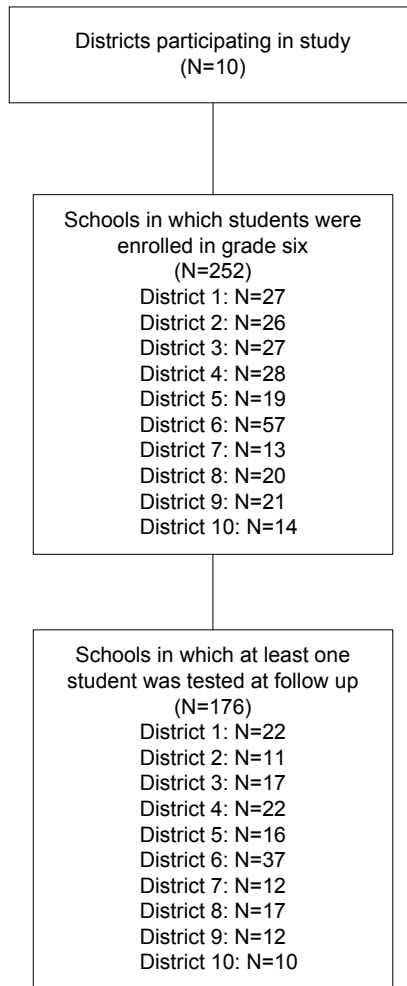 Districts participating in study
(N=10)
Schools in which students were
enrolled in grade six
(N=252)
District 1: N=27
District 2: N=26
District 3: N=27
District 4: N=28
District 5: N=19
District 6: N=57
District 7: N=13
District 8: N=20
District 9: N=21
District 10: N=14
Schools in which at least one
student was tested at follow up
(N=176)
District 1: N=22
District 2: N=11
District 3: N=17
District 4: N=22
District 5: N=16
District 6: N=37
District 7: N=12
District 8: N=17
District 9: N=12
District 10: N=10